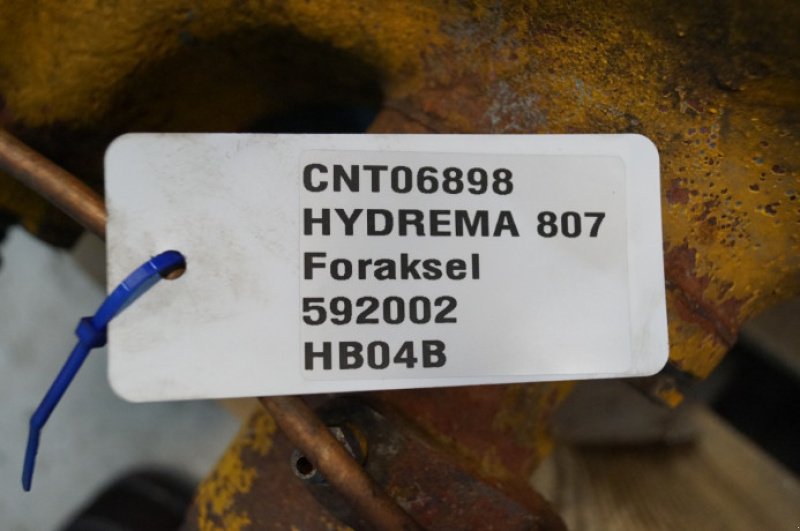 CNT06898
HYDREMA 807
Foraksel
592002
HB04B